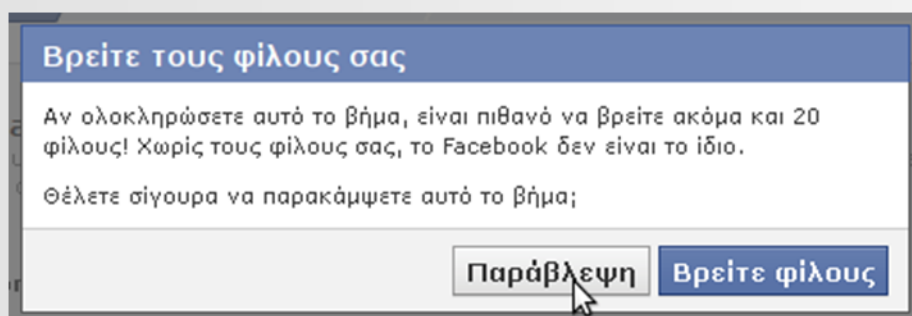 Βρείτε τους φίλους σας
Αν ολοκληρώσετε αυτό το βήμα, είναι πιθανό να βρείτε ακόμα και 20
φίλους! Χωρίς τους φίλους σας, το Facebook δεν είναι το ίδιο.
Θέλετε σίγουρα να παρακάμψετε αυτό το βήμα;
Παράβλεψη Βρείτε φίλους